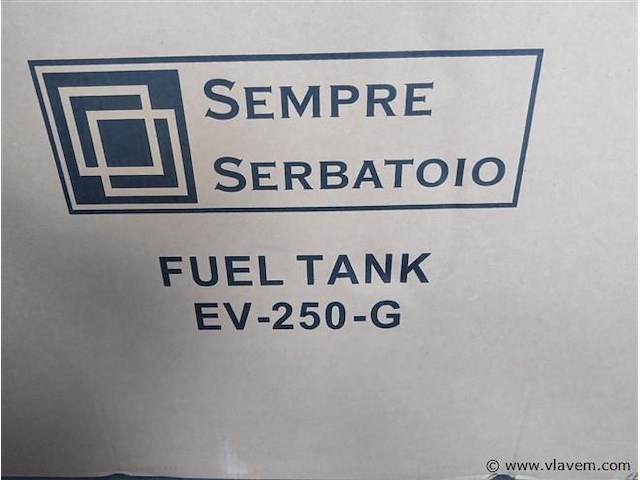 SEMPRE
SERBATOIO
FUEL TANK
EV-250-G
© www.vlavem.com